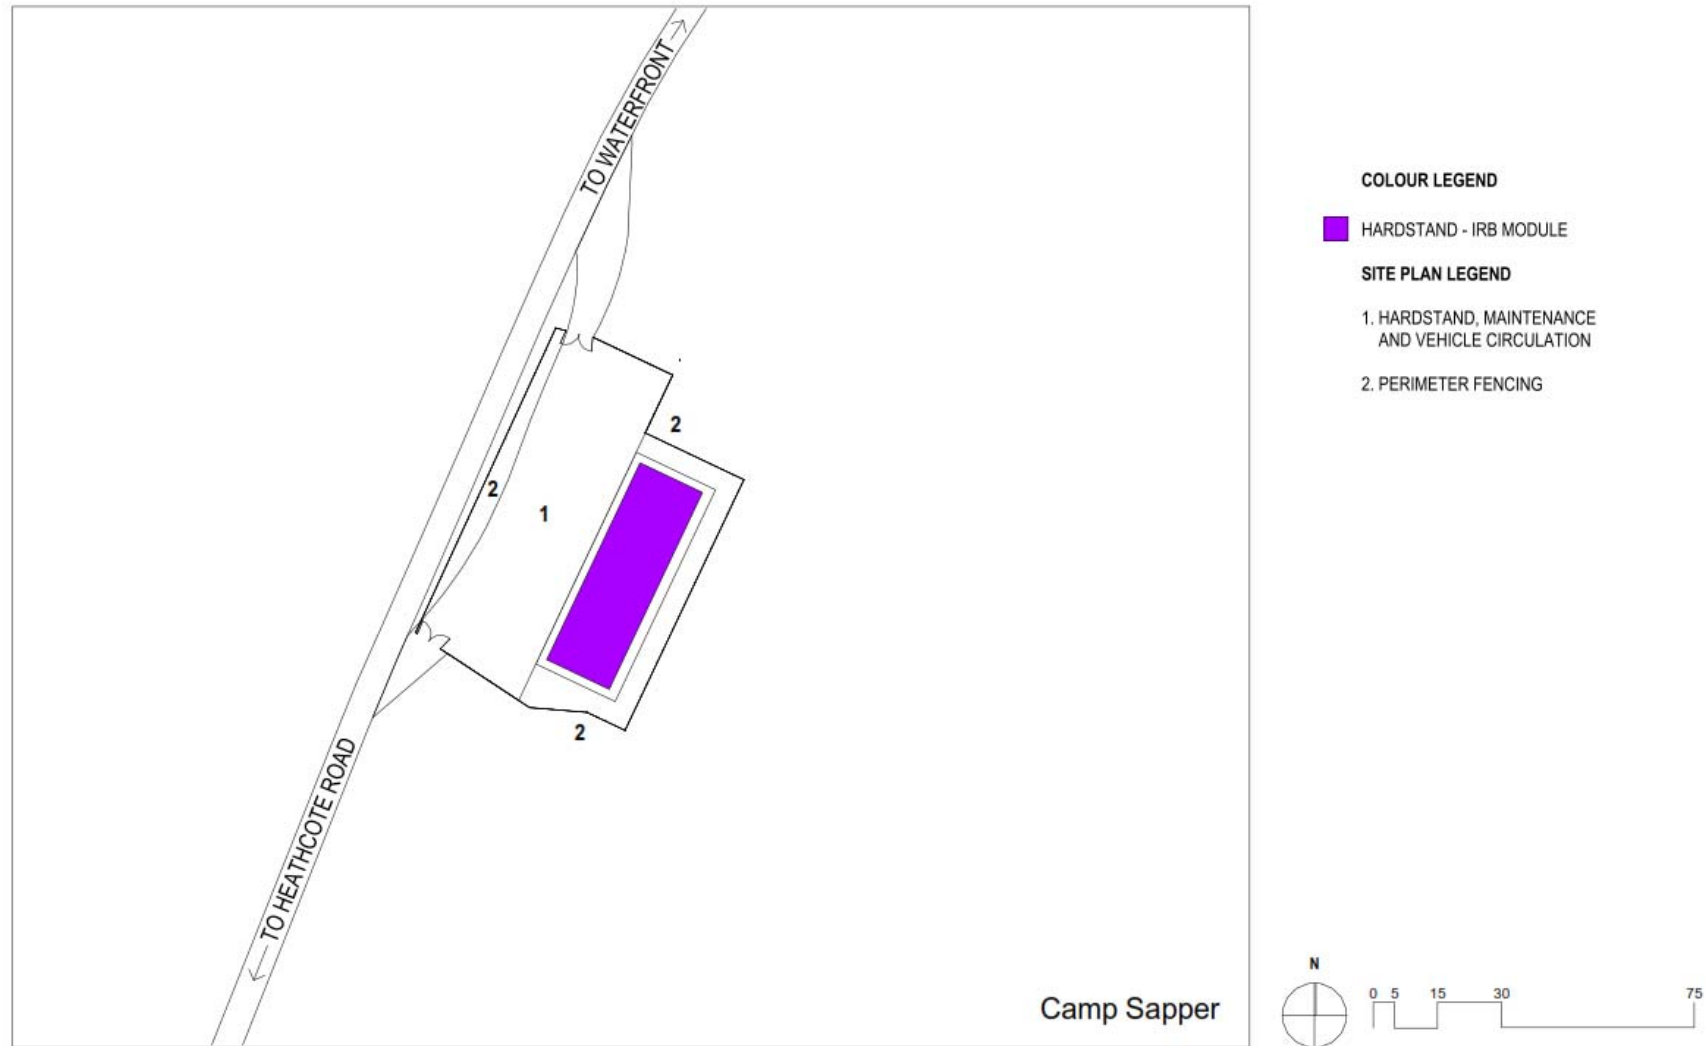 TO WATERFRONT
2
2
1
2
TO HEATHCOTE ROAD
Camp Sapper
COLOUR LEGEND
HARDSTAND - IRB MODULE
SITE PLAN LEGEND
1. HARDSTAND, MAINTENANCE
AND VEHICLE CIRCULATION
2. PERIMETER FENCING
N
0 5 15 30 75